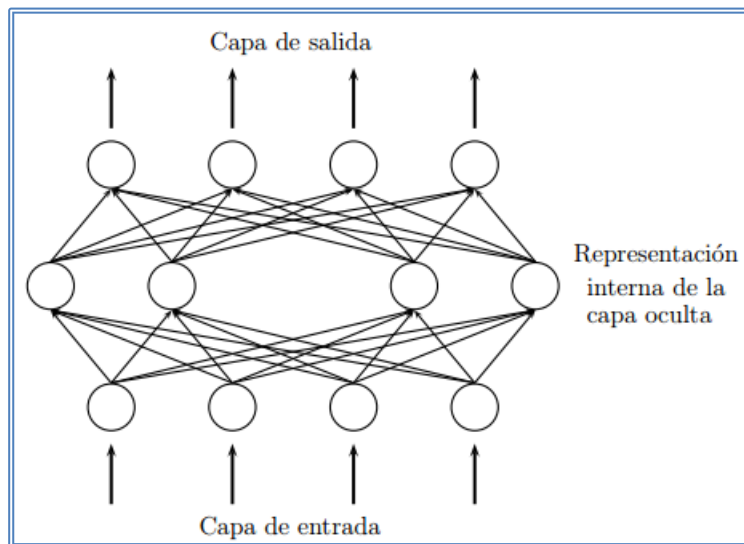 Capa de salida
Representación
interna de la
capa oculta
Capa de entrada